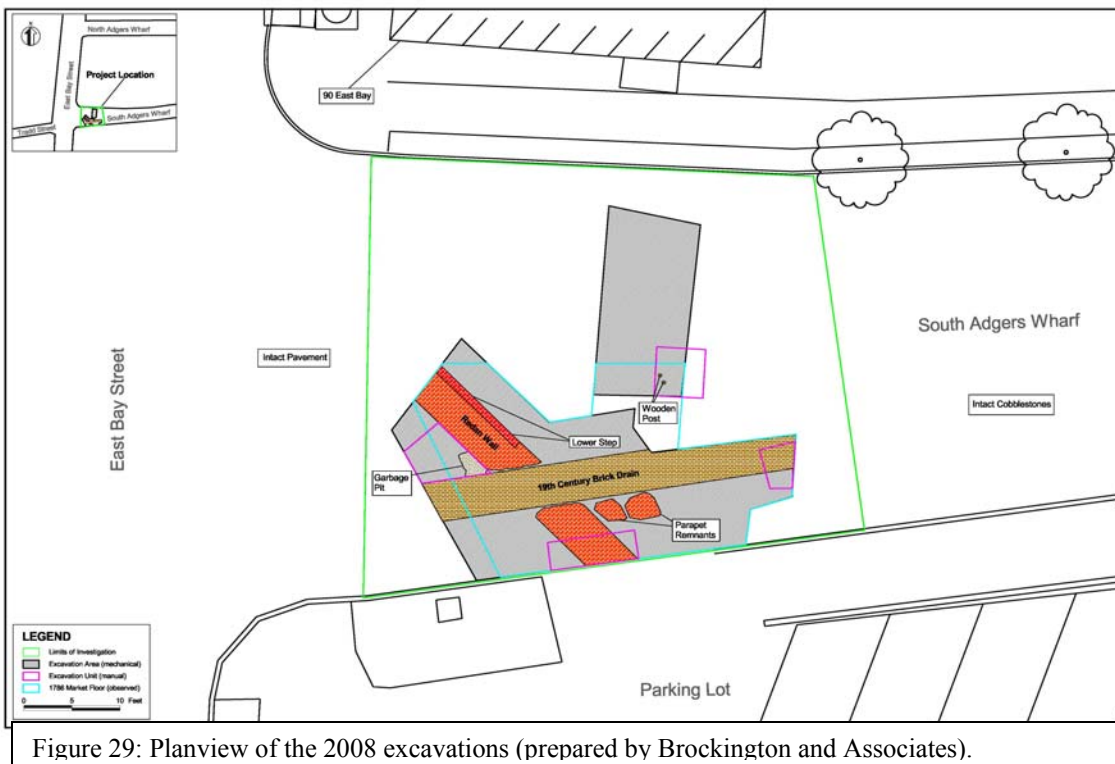 North Adgers Wharf
Project Location
East Bay Street
South Adgers Wharf
Tradd Street
90 East Bay
East Bay Street
Intact Pavement
South Adgers Wharf
Intact Cobblestones
Wooden
Post
Redan Wall
Lower Step
Garbage
Pit
19th Century Brick Drain
Parapet
Remnants
LEGEND
Limits of Investigation
Excavation Area (mechanical)
Excavation Unit (manual)
1786 Market Floor (observed)
0 5 10 Feet
Parking Lot
Figure 29: Planview of the 2008 excavations (prepared by Brockington and Associates).